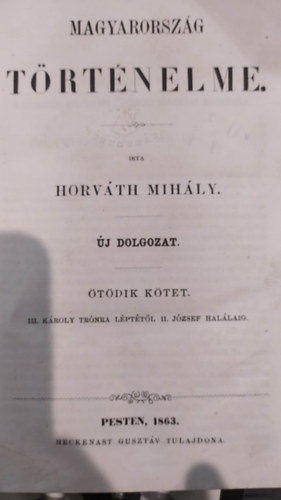 MAGYARORSZÁG
TÖRTÉNELME.
IRTA
HORVÁTH MIHÁLY.
ÚJ DOLGOZAT.
ÖTÖDIK KÖTET.
III. KÁROLY TRÓNRA LÉPTÉTŐL II. JÓZSEF HALÁLAIG.
PESTEN, 1863.
HECKENAST GUSZTÁV TULAJDONA.